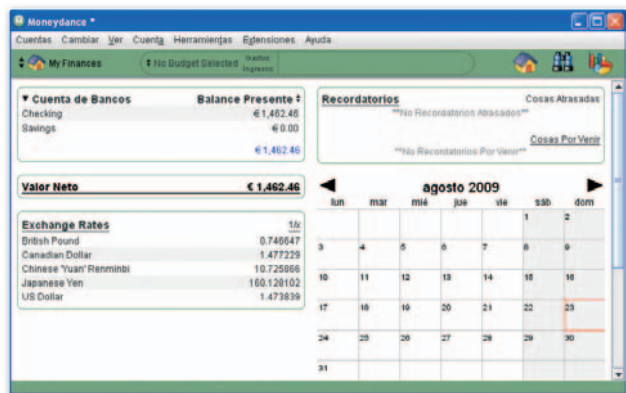 Moneydance *
Cuentas Cambiar Ver Cuenta Herramientas Extensiones Ayuda
My Finances No Budget Selected Gastos: Ingresos:
Cuenta de Bancos Balance Presente
Checking € 1,462.46
Savings € 0.00
€ 1,462.46
Valor Neto € 1,462.46
Exchange Rates 1/x
British Pound 0.746647
Canadian Dollar 1.477229
Chinese 'Yuan' Renminbi 10.725866
Japanese Yen 160.128102
US Dollar 1.473839
Recordatorios Cosas Atrasadas
**No Recordatorios Atrasados**
Cosas Por Venir
**No Recordatorios Por Venir**
agosto 2009
lun mar mié jue vie sáb dom
1 2
3 4 5 6 7 8 9
10 11 12 13 14 15 16
17 18 19 20 21 22 23
24 25 26 27 28 29 30
31